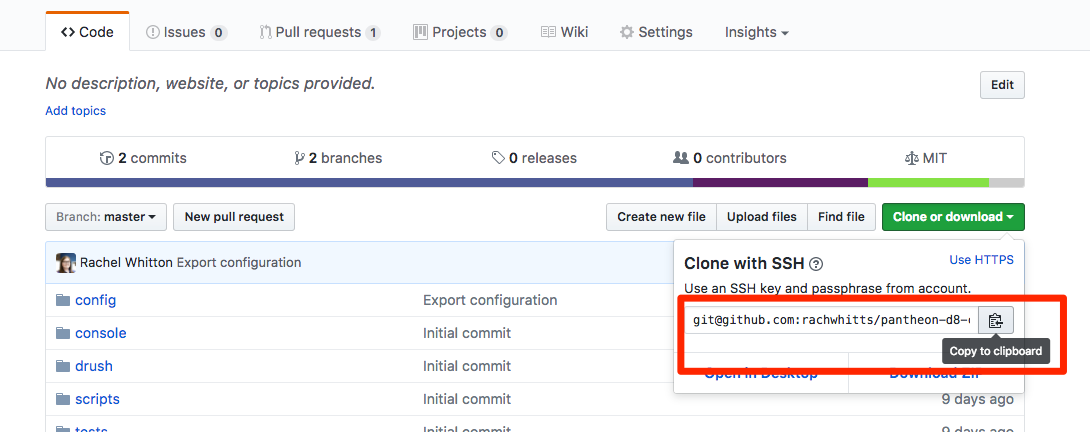 Code Issues 0 Pull requests 1 Projects 0 Wiki Settings Insights
No description, website, or topics provided. Edit
Add topics
2 commits 2 branches 0 releases 0 contributors MIT
Branch: master New pull request Create new file Upload files Find file Clone or download
Rachel Whitton Export configuration
Clone with SSH Use HTTPS
Use an SSH key and passphrase from account.
git@github.com:rachwhitts/pantheon-d8-
Copy to clipboard
Open in Desktop Download ZIP
config Export configuration
console Initial commit
drush Initial commit
scripts Initial commit 9 days ago
tests Initial commit 9 days ago